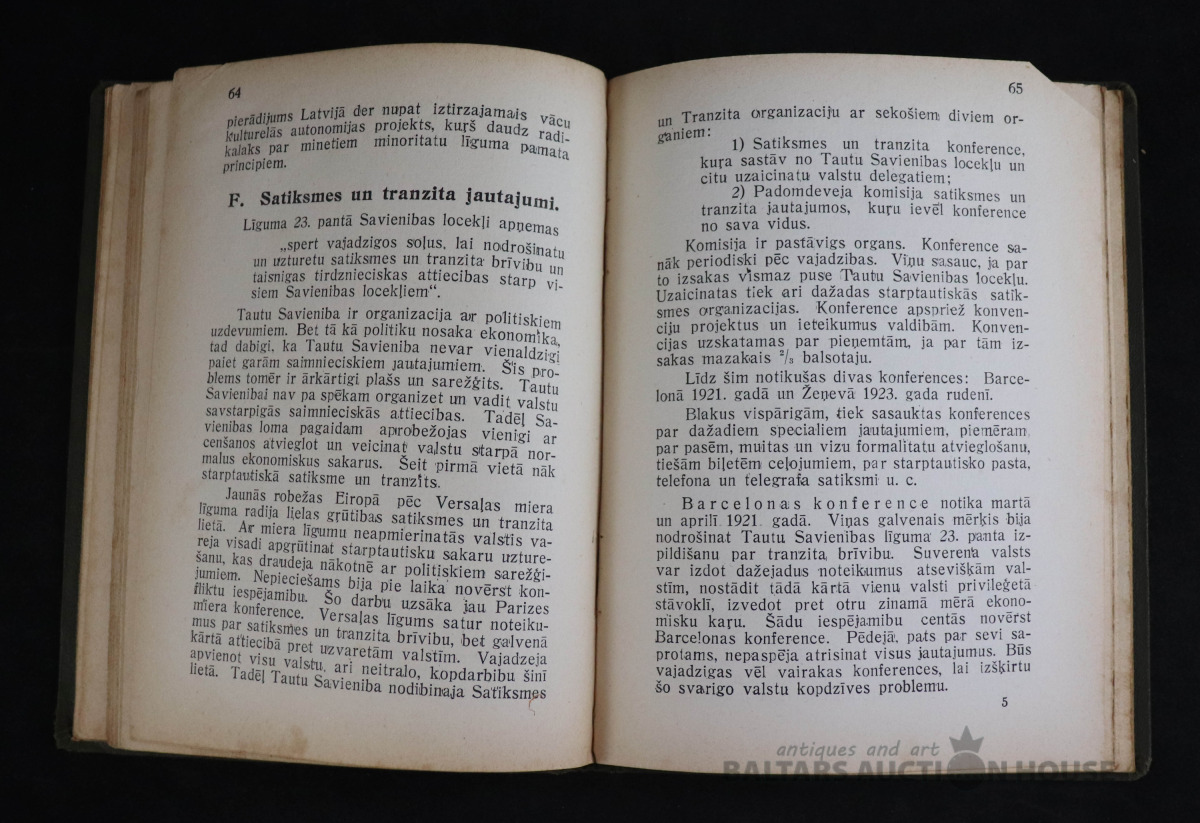 64
pierādijums Latvijā der nupat iztirzajamais vācu
kulturelās autonomijas projekts, kuŗš daudz radi-
kalaks par minetiem minoritatu līguma pamata
principiem.
F. Satiksmes un tranzita jautajumi.
Līguma 23. pantā Savienibas locekļi apņemas
„spert vajadzigos soļus, lai nodrošinatu
un uzturetu satiksmes un tranzita brīvibu un
taisnigas tirdznieciskas attiecibas starp vi-
siem Savienibas locekļiem“.
Tautu Savieniba ir organizacija ar politiskiem
uzdevumiem. Bet tā kā politiku nosaka ekonomika,
tad dabigi, ka Tautu Savieniba nevar vienaldzigi
paiet garām saimnieciskiem jautajumiem. Šis pro-
blems tomēr ir ārkārtigi plašs un sarežģits. Tautu
Savienibai nav pa spēkam organizet un vadit valstu
savstarpigās saimnieciskās attiecibas. Tadēļ Sa-
vienibas loma pagaidam aprobežojas vienigi ar
cenšanos atvieglot un veicinat valstu starpā nor-
malus ekonomiskus sakarus. Šeit pirmā vietā nāk
starptautiskā satiksme un tranzits.
Jaunās robežas Eiropā pēc Versaļas miera
līguma radija lielas grūtibas satiksmes un tranzita
lietā. Ar miera līgumu neapmierinatās valstis va-
reja visadi apgrūtinat starptautisku sakaru uzture-
šanu, kas draudeja nākotnē ar politiskiem sarežģi-
jumiem. Nepieciešams bija pie laika novērst kon-
fliktu iespējamibu. Šo darbu uzsāka jau Parizes
miera konference. Versaļas līgums satur noteiku-
mus par satiksmes un tranzita brīvibu, bet galvenā
kārtā attiecibā pret uzvaretām valstīm. Vajadzeja
apvienot visu valstu, ari neitralo, kopdarbibu šinī
lietā. Tadēļ Tautu Savieniba nodibinaja Satiksmes
65
un Tranzita organizaciju ar sekošiem diviem or-
ganiem:
1) Satiksmes un tranzita konference,
kuŗa sastāv no Tautu Savienibas locekļu un
citu uzaicinatu valstu delegatiem;
2) Padomdeveja komisija satiksmes un
tranzita jautajumos, kuŗu ievēl konference
no sava vidus.
Komisija ir pastāvigs organs. Konference sa-
nāk periodiski pēc vajadzibas. Viņu sasauc, ja par
to izsakas vismaz puse Tautu Savienibas locekļu.
Uzaicinatas tiek ari dažadas starptautiskās satik-
smes organizacijas. Konference apspriež konven-
ciju projektus un ieteikumus valdibām. Konven-
cijas uzskatamas par pieņemtām, ja par tām iz-
sakas mazakais ²/₃ balsotaju.
Līdz šim notikušas divas konferences: Barce-
lonā 1921. gadā un Ženevā 1923. gada rudenī.
Blakus vispārigām, tiek sasauktas konferences
par dažadiem specialiem jautajumiem, piemēram,
par pasēm, muitas un vizu formalitatu atvieglošanu,
tiešām biļetēm ceļojumiem, par starptautisko pasta,
telefona un telegrafa satiksmi u. c.
Barcelonas konference notika martā
un aprilī 1921. gadā. Viņas galvenais mērķis bija
nodrošinat Tautu Savienibas līguma 23. panta iz-
pildišanu par tranzita brīvibu. Suverena valsts
var izdot dažejadus noteikumus atsevišķām val-
stīm, nostādit tādā kārtā vienu valsti priviliģetā
stāvoklī, izvedot pret otru zinamā mērā ekono-
misku kaŗu. Šādu iespējamibu centās novērst
Barcelonas konference. Pēdejā, pats par sevi sa-
protams, nepaspēja atrisinat visus jautajumus. Būs
vajadzigas vēl vairakas konferences, lai izšķirtu
šo svarigo valstu kopdzīves problemu.
5
antiques and art
BALTARS AUCTION HOUSE